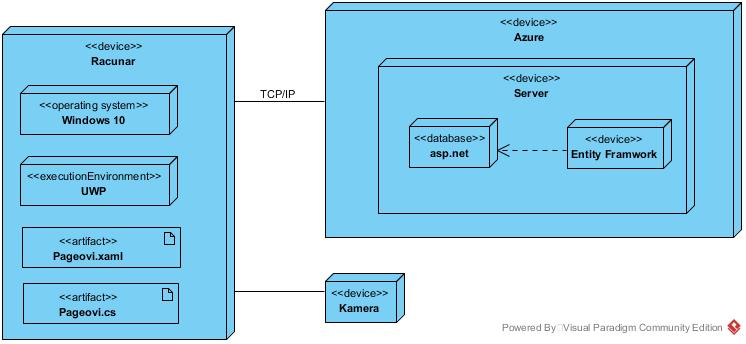 <<device>>
Racunar
<<operating system>>
Windows 10
<<executionEnvironment>>
UWP
<<artifact>>
Pageovi.xaml
<<artifact>>
Pageovi.cs
TCP/IP
<<device>>
Azure
<<device>>
Server
<<database>>
asp.net
<<device>>
Entity Framwork
<<device>>
Kamera
Powered By Visual Paradigm Community Edition